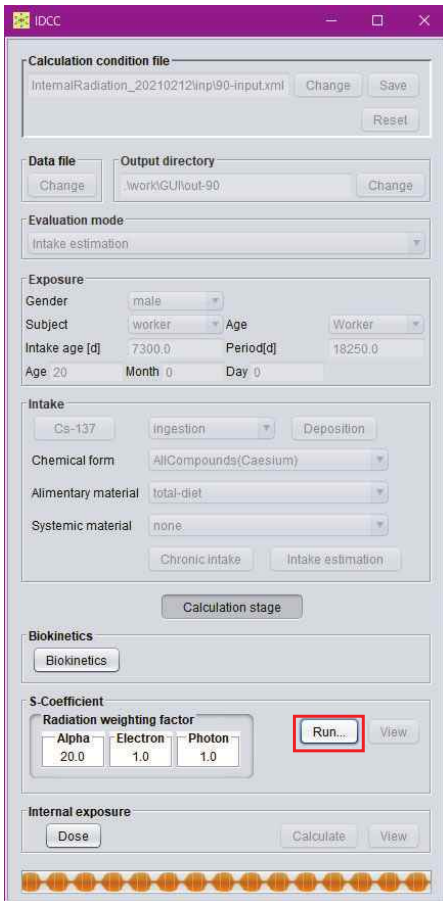 IDCC
Calculation condition file
InternalRadiation_20210212\inp\90-input.xml Change Save
Reset
Data file Output directory
Change .\work\GUI\out-90 Change
Evaluation mode
Intake estimation
Exposure
Gender male
Subject worker Age Worker
Intake age [d] 7300.0 Period[d] 18250.0
Age 20 Month 0 Day 0
Intake
Cs-137 ingestion Deposition
Chemical form AllCompounds(Caesium)
Alimentary material total-diet
Systemic material none
Chronic intake Intake estimation
Calculation stage
Biokinetics
Biokinetics
S-Coefficient
Radiation weighting factor
Alpha Electron Photon Run... View
20.0 1.0 1.0
Internal exposure
Dose Calculate View